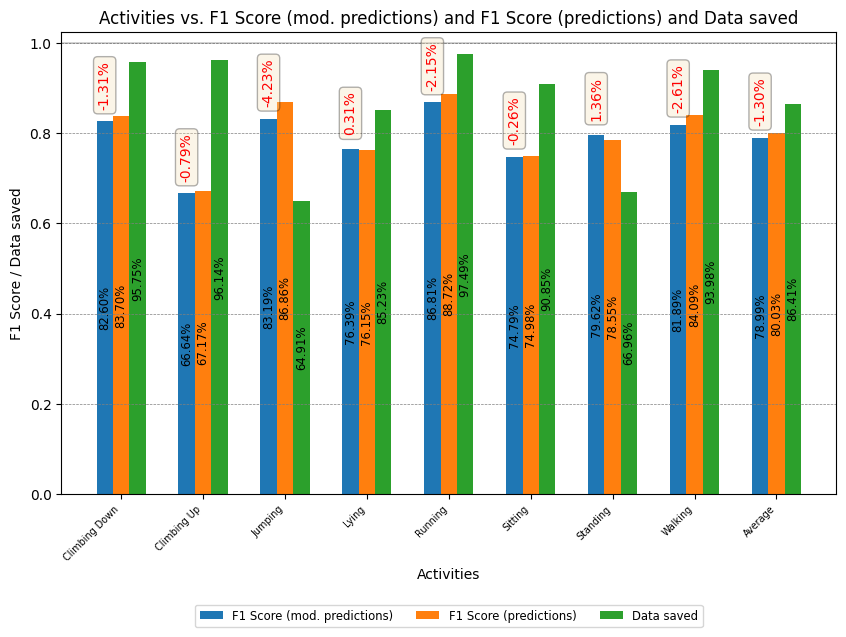 Activities vs. F1 Score (mod. predictions) and F1 Score (predictions) and Data saved
F1 Score / Data saved
1.0
0.8
0.6
0.4
0.2
0.0
-1.31%
-0.79%
-4.23%
0.31%
-2.15%
-0.26%
1.36%
-2.61%
-1.30%
82.60%
83.70%
95.75%
66.64%
67.17%
96.14%
83.19%
86.86%
64.91%
76.39%
76.15%
85.23%
86.81%
88.72%
97.49%
74.79%
74.98%
90.85%
79.62%
78.55%
66.96%
81.89%
84.09%
93.98%
78.99%
80.03%
86.41%
Climbing Down
Climbing Up
Jumping
Lying
Running
Sitting
Standing
Walking
Average
Activities
F1 Score (mod. predictions)
F1 Score (predictions)
Data saved